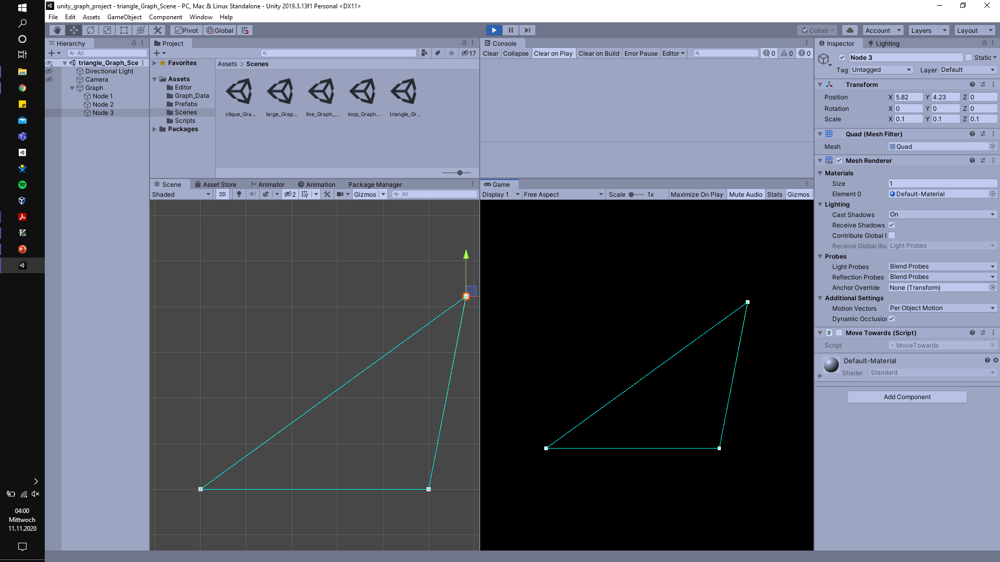 unity_graph_project - triangle_Graph_Scene - PC, Mac & Linux Standalone - Unity 2019.3.13f1 Personal <DX11>
File Edit Assets GameObject Component Window Help
Pivot Global Collab Account Layers Layout
Hierarchy
All
triangle_Graph_Sce
Directional Light
Camera
Graph
Node 1
Node 2
Node 3
Project
17
Favorites
Assets
Editor
Graph_Data
Prefabs
Scenes
Scripts
Packages
Assets > Scenes
clique_Gra... large_Grap... line_Graph_... loop_Graph... triangle_Gr...
Console
Clear Collapse Clear on Play Clear on Build Error Pause Editor 0 0 0
Scene Asset Store Animator Animation Package Manager
Shaded 2D 2 Gizmos All
Game
Display 1 Free Aspect Scale 1x Maximize On Play Mute Audio Stats Gizmos
Inspector Lighting
Node 3 Static
Tag Untagged Layer Default
Transform
Position X 5.82 Y 4.23 Z 0
Rotation X 0 Y 0 Z 0
Scale X 0.1 Y 0.1 Z 0.1
Quad (Mesh Filter)
Mesh Quad
Mesh Renderer
Materials
Size 1
Element 0 Default-Material
Lighting
Cast Shadows On
Receive Shadows
Contribute Global I
Receive Global Illu Light Probes
Probes
Light Probes Blend Probes
Reflection Probes Blend Probes
Anchor Override None (Transform)
Additional Settings
Motion Vectors Per Object Motion
Dynamic Occlusion
# Move Towards (Script)
Script # MoveTowards
Default-Material
Shader Standard
Add Component
04:00
Mittwoch
11.11.2020